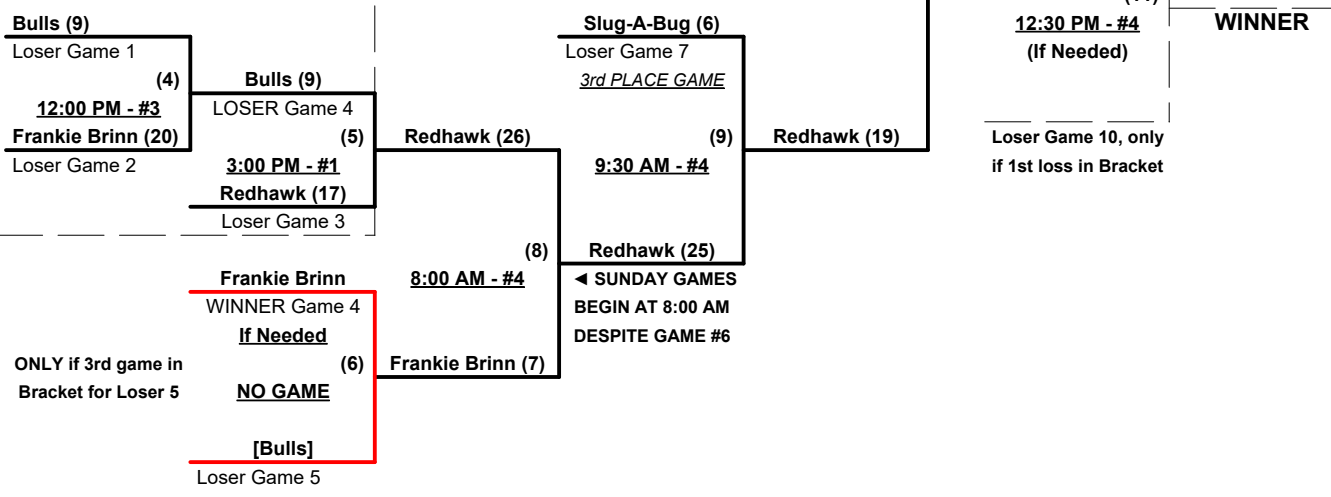 Bulls (9)
Loser Game 1
(4)
12:00 PM - #3
Frankie Brinn (20)
Loser Game 2
Bulls (9)
LOSER Game 4
(5)
3:00 PM - #1
Redhawk (17)
Loser Game 3
Redhawk (26)
(8)
8:00 AM - #4
Frankie Brinn
WINNER Game 4
If Needed
(6)
NO GAME
[Bulls]
Loser Game 5
ONLY if 3rd game in
Bracket for Loser 5
Frankie Brinn (7)
Slug-A-Bug (6)
Loser Game 7
3rd PLACE GAME
(9)
9:30 AM - #4
Redhawk (25)
◄ SUNDAY GAMES
BEGIN AT 8:00 AM
DESPITE GAME #6
Redhawk (19)
12:30 PM - #4
(If Needed)
WINNER
Loser Game 10, only
if 1st loss in Bracket